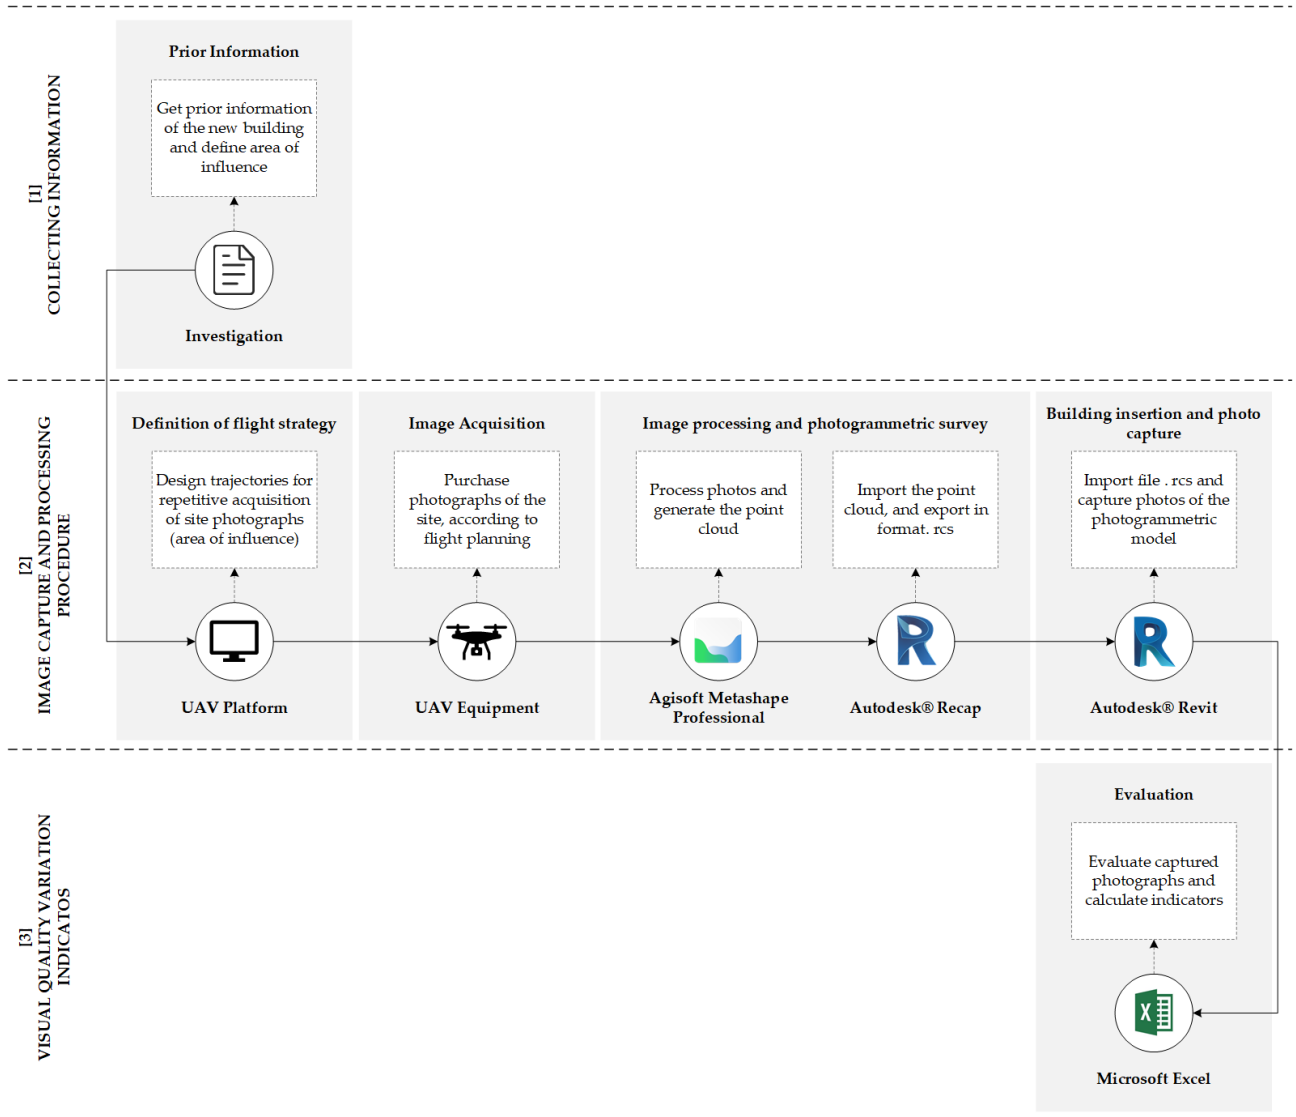 [1]
COLLECTING INFORMATION
Prior Information
Get prior information
of the new building
and define area of
influence
Investigation
[2]
IMAGE CAPTURE AND PROCESSING
PROCEDURE
Definition of flight strategy
Design trajectories for
repetitive acquisition
of site photographs
(area of influence)
UAV Platform
Image Acquisition
Purchase
photographs of the
site, according to
flight planning
UAV Equipment
Image processing and photogrammetric survey
Process photos and
generate the point
cloud
Agisoft Metashape
Professional
Import the point
cloud, and export in
format. rcs
Autodesk® Recap
Building insertion and photo
capture
Import file . rcs and
capture photos of the
photogrammetric
model
Autodesk® Revit
[3]
VISUAL QUALITY VARIATION
INDICATOS
Evaluation
Evaluate captured
photographs and
calculate indicators
X
Microsoft Excel